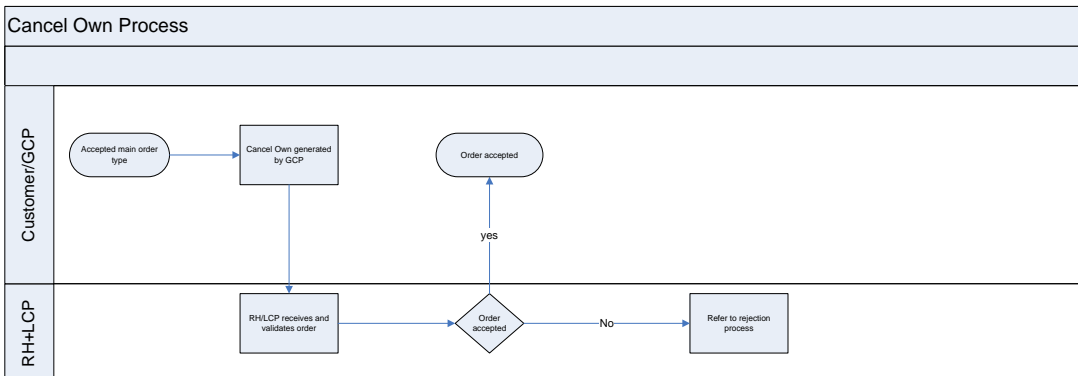 Cancel Own Process
Customer/GCP
Accepted main order
type
Cancel Own generated
by GCP
Order accepted
yes
RH+LCP
RH/LCP receives and
validates order
Order
accepted
No
Refer to rejection
process